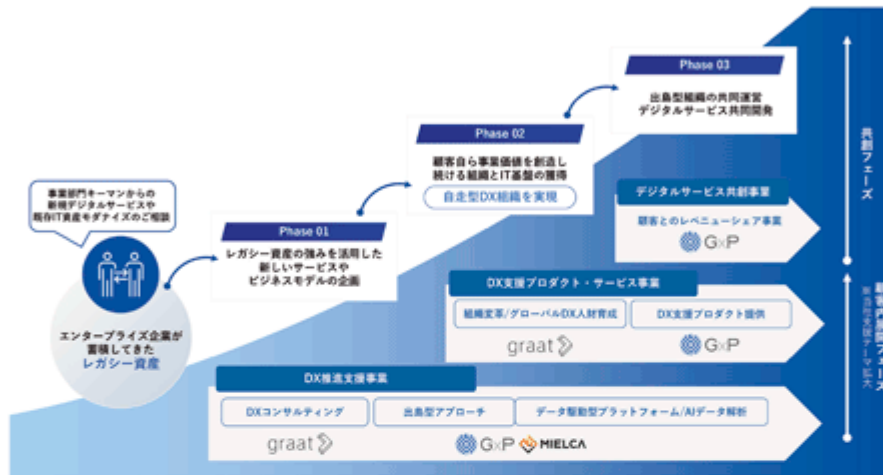 Phase 03
出島型組織の共同運営
デジタルサービス共同開発
Phase 02
顧客自ら事業価値を創造し
続ける組織とIT基盤の獲得
自走型DX組織を実現
事業部門キーマンからの
新規デジタルサービスや
既存IT資産モダナイズのご相談
Phase 01
レガシー資産の強みを活用した
新しいサービスや
ビジネスモデルの企画
エンタープライズ企業が
蓄積してきた
レガシー資産
デジタルサービス共創事業
顧客とのレベニューシェア事業
GxP
DX支援プロダクト・サービス事業
組織変革/グローバルDX人財育成
DX支援プロダクト提供
graat
GxP
DX推進支援事業
DXコンサルティング
出島型アプローチ
データ駆動型プラットフォーム/AIデータ解析
graat
GxP
MIELCA
共創フェーズ
顧客内展開フェーズ